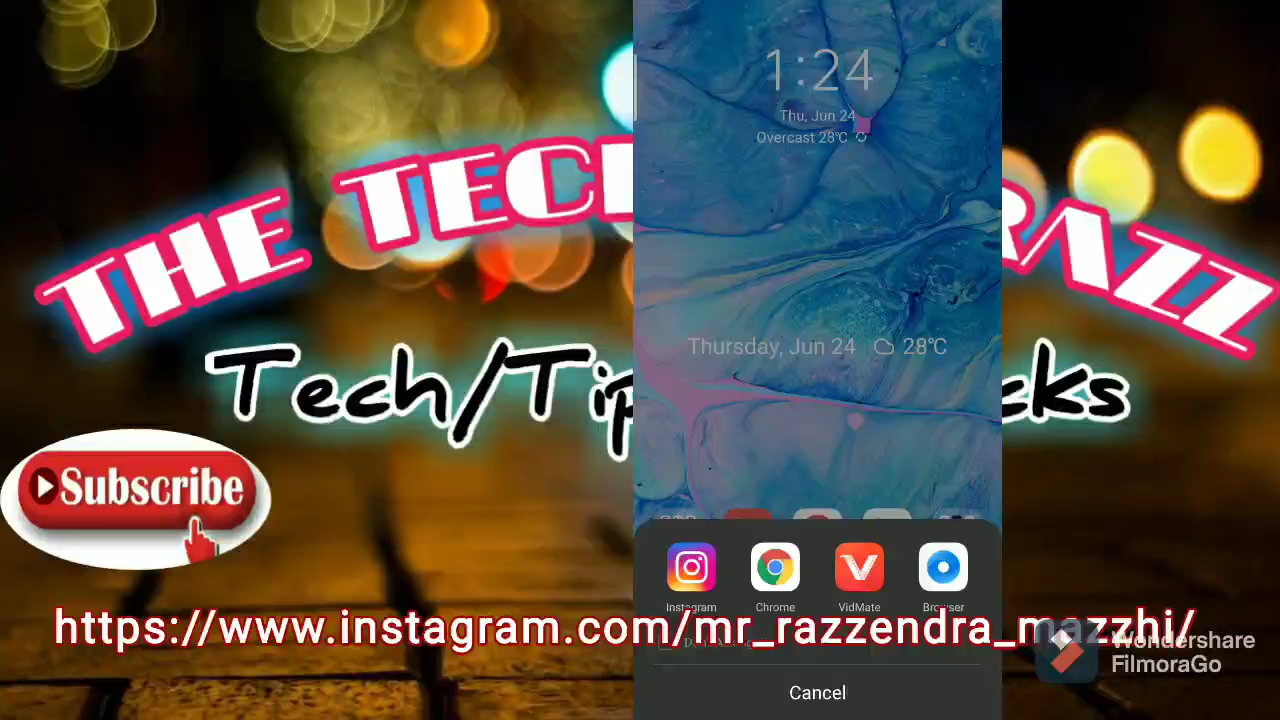 THE TECH
RAZZ
Tech/Tip
cks
Subscribe
1:24
Thu, Jun 24
Overcast 28°C
Thursday, Jun 24 28°C
Instagram
Chrome
VidMate
Browser
https://www.instagram.com/mr_razzendra_mazzhi/
Wondershare
FilmoraGo
Cancel